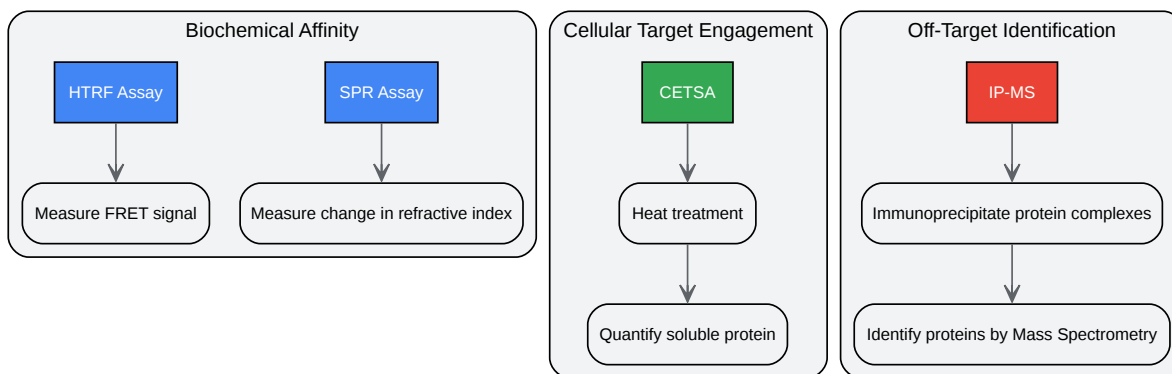 Biochemical Affinity
HTRF Assay
SPR Assay
Measure FRET signal
Measure change in refractive index
Cellular Target Engagement
CETSA
Heat treatment
Quantify soluble protein
Off-Target Identification
IP-MS
Immunoprecipitate protein complexes
Identify proteins by Mass Spectrometry